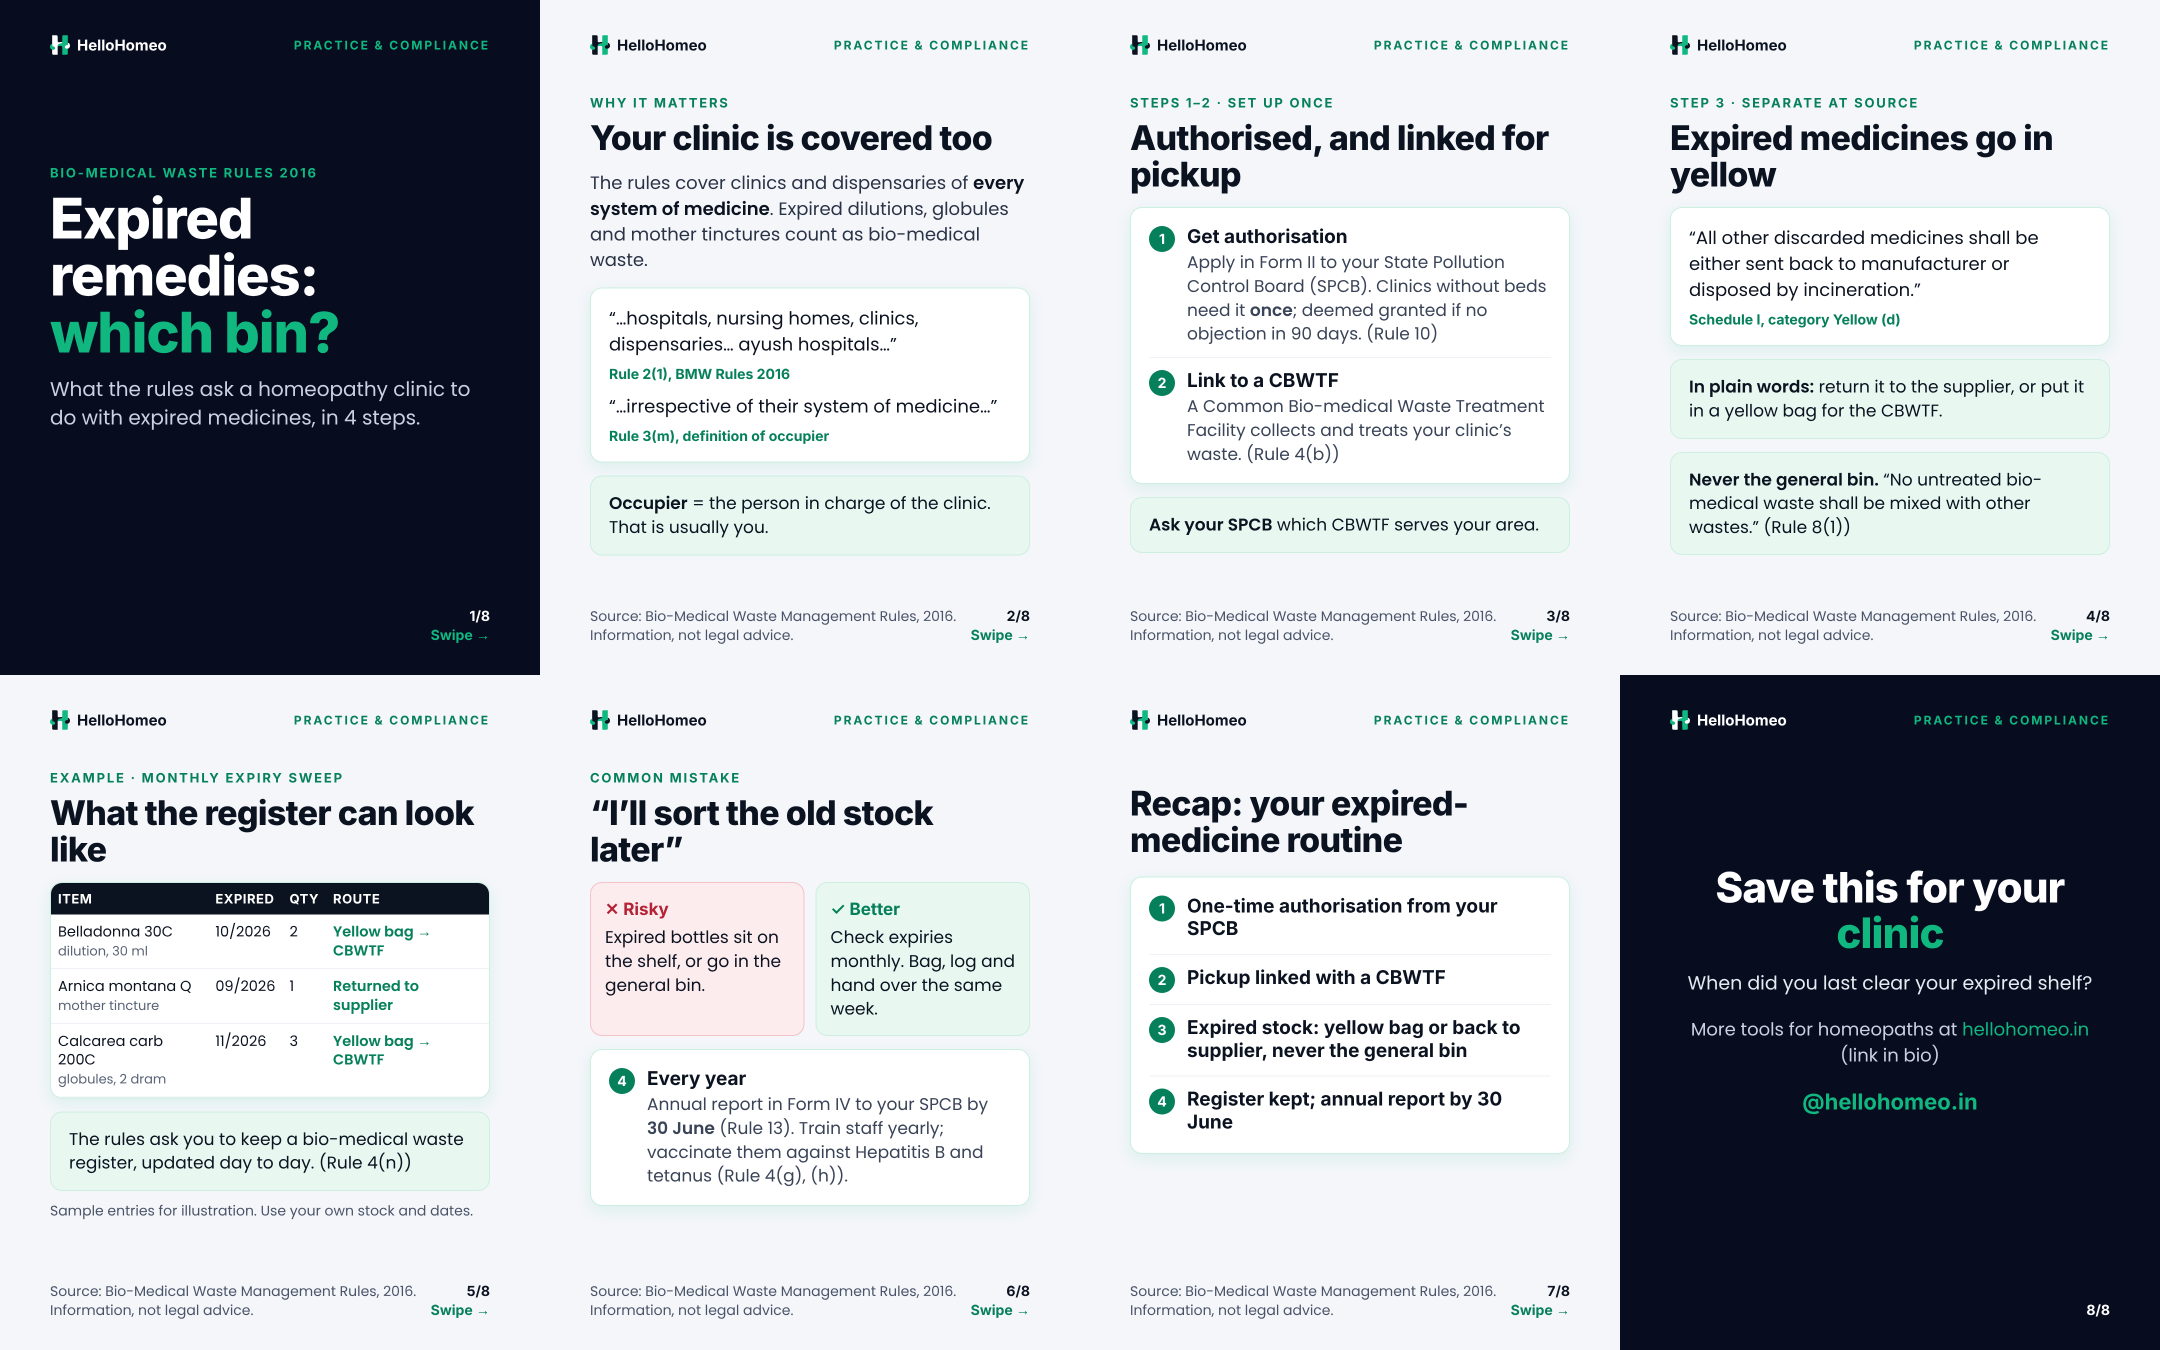 HelloHomeo
PRACTICE & COMPLIANCE
BIO-MEDICAL WASTE RULES 2016
Expired
remedies:
which bin?
What the rules ask a homeopathy clinic to
do with expired medicines, in 4 steps.
1/8
Swipe →
HelloHomeo
PRACTICE & COMPLIANCE
WHY IT MATTERS
Your clinic is covered too
The rules cover clinics and dispensaries of every
system of medicine. Expired dilutions, globules
and mother tinctures count as bio-medical
waste.
“…hospitals, nursing homes, clinics,
dispensaries… ayush hospitals…”
Rule 2(1), BMW Rules 2016
“…irrespective of their system of medicine…”
Rule 3(m), definition of occupier
Occupier = the person in charge of the clinic.
That is usually you.
Source: Bio-Medical Waste Management Rules, 2016.
Information, not legal advice.
2/8
Swipe →
HelloHomeo
PRACTICE & COMPLIANCE
STEPS 1–2 · SET UP ONCE
Authorised, and linked for
pickup
1
Get authorisation
Apply in Form II to your State Pollution
Control Board (SPCB). Clinics without beds
need it once; deemed granted if no
objection in 90 days. (Rule 10)
2
Link to a CBWTF
A Common Bio-medical Waste Treatment
Facility collects and treats your clinic’s
waste. (Rule 4(b))
Ask your SPCB which CBWTF serves your area.
Source: Bio-Medical Waste Management Rules, 2016.
Information, not legal advice.
3/8
Swipe →
HelloHomeo
PRACTICE & COMPLIANCE
STEP 3 · SEPARATE AT SOURCE
Expired medicines go in
yellow
“All other discarded medicines shall be
either sent back to manufacturer or
disposed by incineration.”
Schedule I, category Yellow (d)
In plain words: return it to the supplier, or put it
in a yellow bag for the CBWTF.
Never the general bin. “No untreated bio-
medical waste shall be mixed with other
wastes.” (Rule 8(1))
Source: Bio-Medical Waste Management Rules, 2016.
Information, not legal advice.
4/8
Swipe →
HelloHomeo
PRACTICE & COMPLIANCE
EXAMPLE · MONTHLY EXPIRY SWEEP
What the register can look
like
ITEM EXPIRED QTY ROUTE
Belladonna 30C 10/2026 2 Yellow bag →
dilution, 30 ml CBWTF
Arnica montana Q 09/2026 1 Returned to
mother tincture supplier
Calcarea carb 11/2026 3 Yellow bag →
200C CBWTF
globules, 2 dram
The rules ask you to keep a bio-medical waste
register, updated day to day. (Rule 4(n))
Sample entries for illustration. Use your own stock and dates.
Source: Bio-Medical Waste Management Rules, 2016.
Information, not legal advice.
5/8
Swipe →
HelloHomeo
PRACTICE & COMPLIANCE
COMMON MISTAKE
“I’ll sort the old stock
later”
✕ Risky
Expired bottles sit on
the shelf, or go in the
general bin.
✓ Better
Check expiries
monthly. Bag, log and
hand over the same
week.
4
Every year
Annual report in Form IV to your SPCB by
30 June (Rule 13). Train staff yearly;
vaccinate them against Hepatitis B and
tetanus (Rule 4(g), (h)).
Source: Bio-Medical Waste Management Rules, 2016.
Information, not legal advice.
6/8
Swipe →
HelloHomeo
PRACTICE & COMPLIANCE
Recap: your expired-
medicine routine
1
One-time authorisation from your
SPCB
2
Pickup linked with a CBWTF
3
Expired stock: yellow bag or back to
supplier, never the general bin
4
Register kept; annual report by 30
June
Source: Bio-Medical Waste Management Rules, 2016.
Information, not legal advice.
7/8
Swipe →
HelloHomeo
PRACTICE & COMPLIANCE
Save this for your
clinic
When did you last clear your expired shelf?
More tools for homeopaths at hellohomeo.in
(link in bio)
@hellohomeo.in
8/8